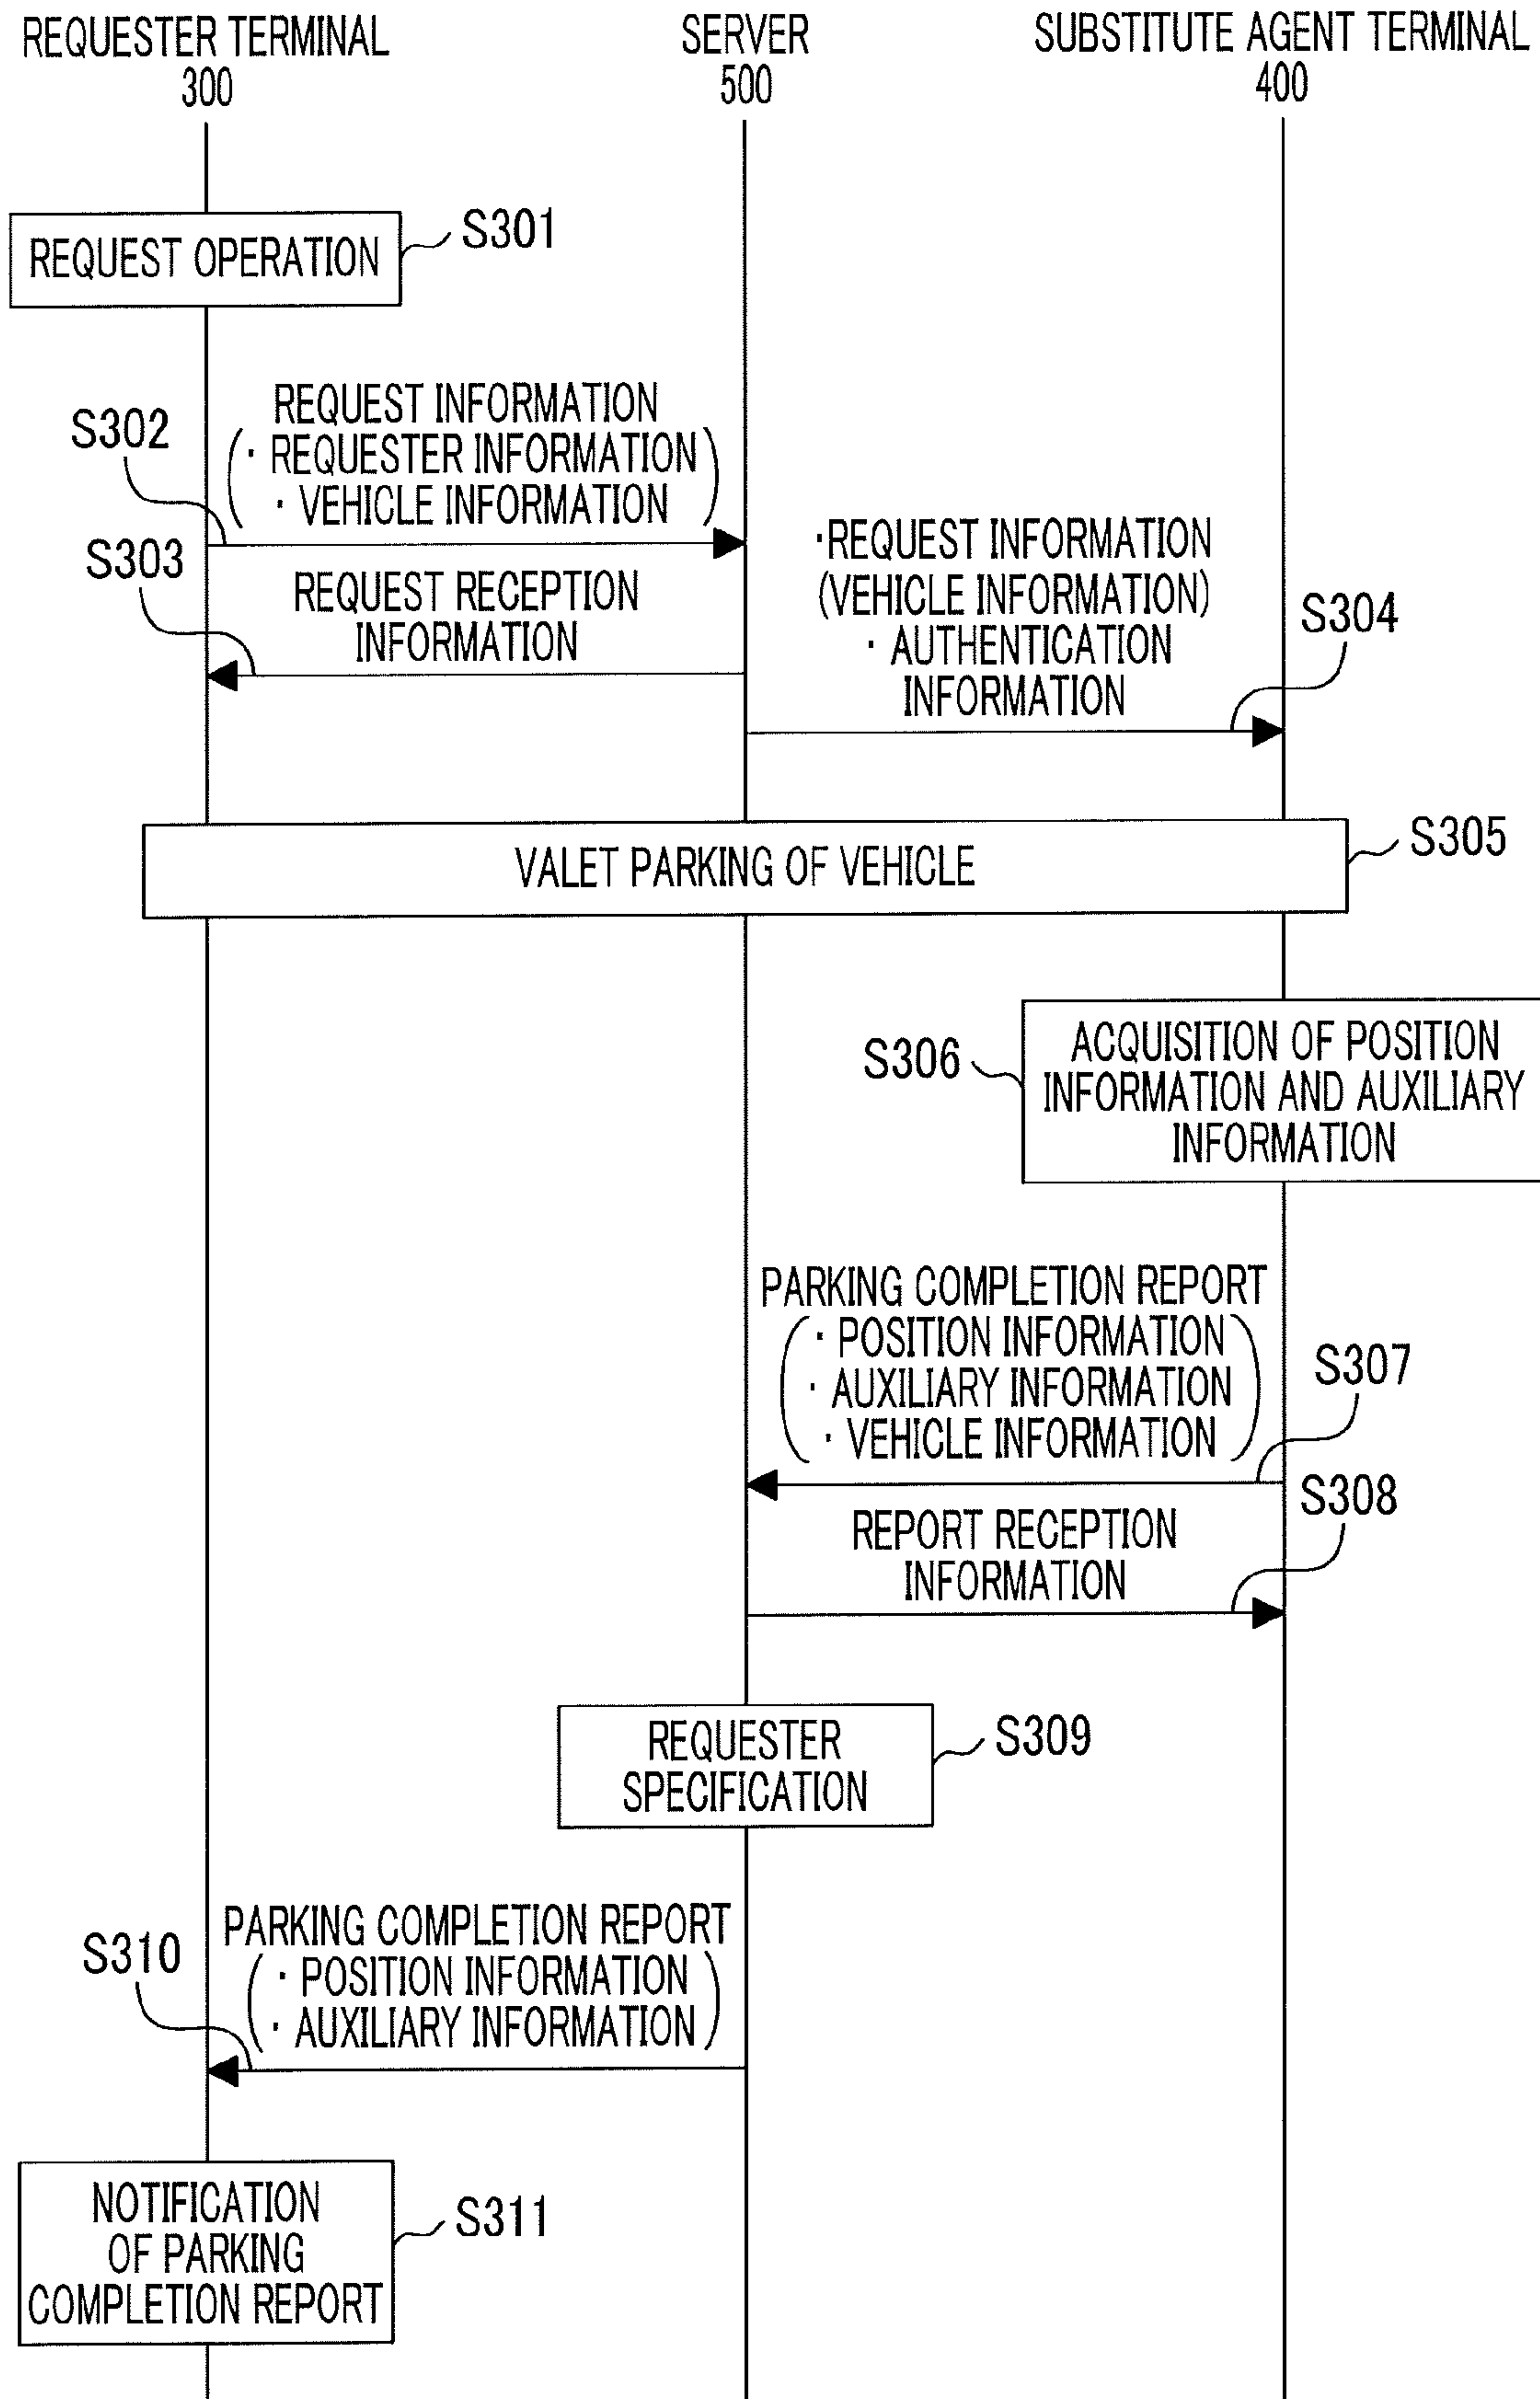 REQUESTER TERMINAL
300
SERVER
500
SUBSTITUTE AGENT TERMINAL
400
REQUEST OPERATION
S301
S302
REQUEST INFORMATION
(· REQUESTER INFORMATION
· VEHICLE INFORMATION)
S303
REQUEST RECEPTION
INFORMATION
·REQUEST INFORMATION
(VEHICLE INFORMATION)
· AUTHENTICATION
INFORMATION
S304
VALET PARKING OF VEHICLE
S305
S306
ACQUISITION OF POSITION
INFORMATION AND AUXILIARY
INFORMATION
PARKING COMPLETION REPORT
(· POSITION INFORMATION
· AUXILIARY INFORMATION
· VEHICLE INFORMATION)
S307
REPORT RECEPTION
INFORMATION
S308
REQUESTER
SPECIFICATION
S309
S310
PARKING COMPLETION REPORT
(· POSITION INFORMATION
· AUXILIARY INFORMATION)
NOTIFICATION
OF PARKING
COMPLETION REPORT
S311